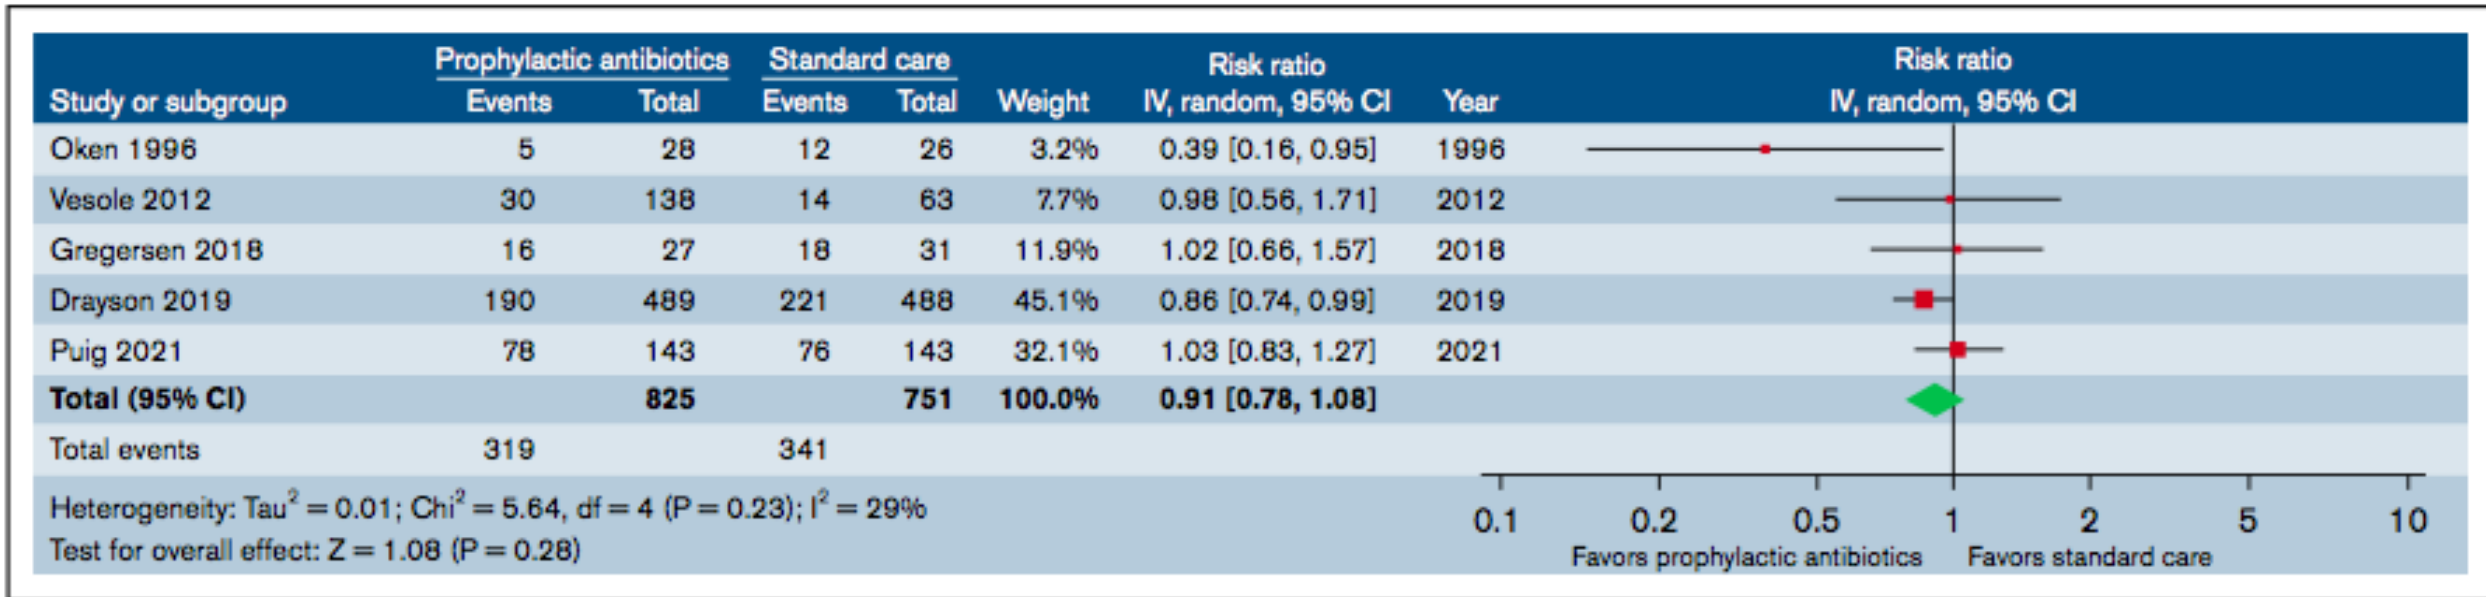 Prophylactic antibiotics Standard care Risk ratio Risk ratio
Study or subgroup Events Total Events Total Weight IV, random, 95% CI Year IV, random, 95% CI
Oken 1996 5 28 12 26 3.2% 0.39 [0.16, 0.95] 1996
Vesole 2012 30 138 14 63 7.7% 0.98 [0.56, 1.71] 2012
Gregersen 2018 16 27 18 31 11.9% 1.02 [0.66, 1.57] 2018
Drayson 2019 190 489 221 488 45.1% 0.86 [0.74, 0.99] 2019
Puig 2021 78 143 76 143 32.1% 1.03 [0.83, 1.27] 2021
Total (95% CI) 825 751 100.0% 0.91 [0.78, 1.08]
Total events 319 341
Heterogeneity: Tau² = 0.01; Chi² = 5.64, df = 4 (P = 0.23); I² = 29%
Test for overall effect: Z = 1.08 (P = 0.28)
0.1 0.2 0.5 1 2 5 10
Favors prophylactic antibiotics Favors standard care